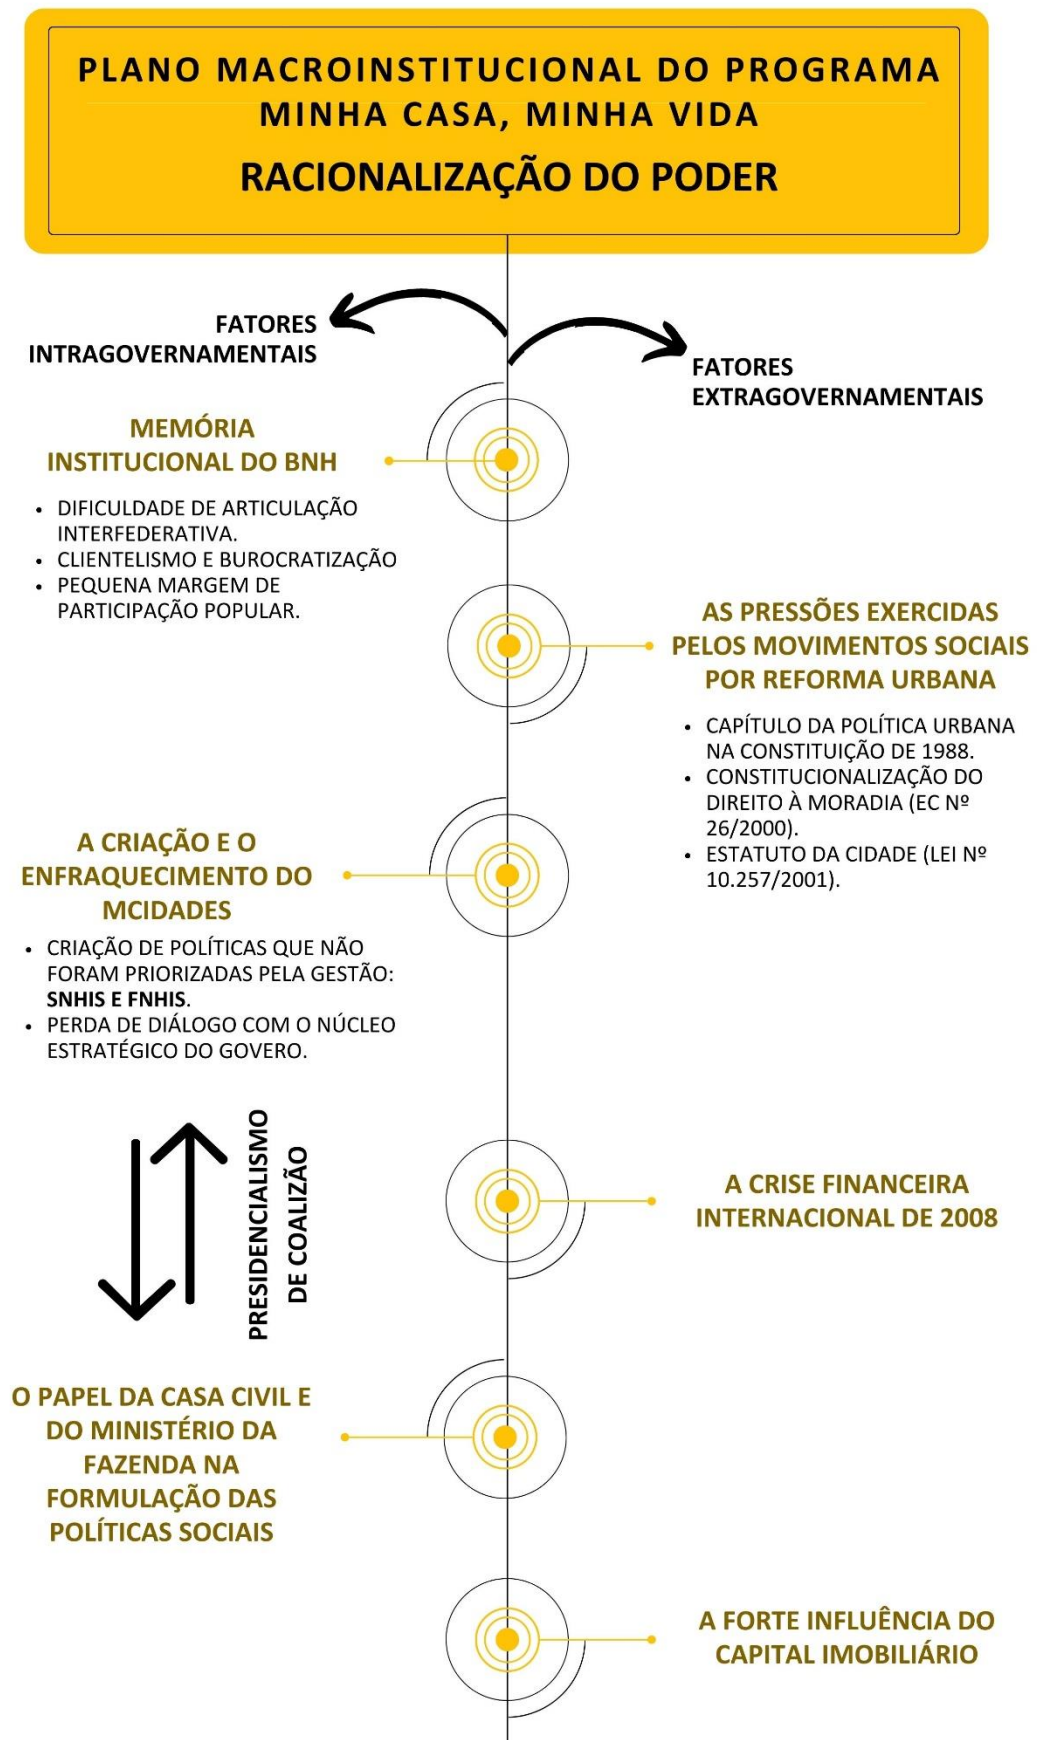 PLANO MACROINSTITUCIONAL DO PROGRAMA
MINHA CASA, MINHA VIDA
RACIONALIZAÇÃO DO PODER
FATORES
INTRAGOVERNAMENTAIS
FATORES
EXTRAGOVERNAMENTAIS
MEMÓRIA
INSTITUCIONAL DO BNH
• DIFICULDADE DE ARTICULAÇÃO
INTERFEDERATIVA.
• CLIENTELISMO E BUROCRATIZAÇÃO
• PEQUENA MARGEM DE
PARTICIPAÇÃO POPULAR.
AS PRESSÕES EXERCIDAS
PELOS MOVIMENTOS SOCIAIS
POR REFORMA URBANA
• CAPÍTULO DA POLÍTICA URBANA
NA CONSTITUIÇÃO DE 1988.
• CONSTITUCIONALIZAÇÃO DO
DIREITO À MORADIA (EC Nº
26/2000).
• ESTATUTO DA CIDADE (LEI Nº
10.257/2001).
A CRIAÇÃO E O
ENFRAQUECIMENTO DO
MCIDADES
• CRIAÇÃO DE POLÍTICAS QUE NÃO
FORAM PRIORIZADAS PELA GESTÃO:
SNHIS E FNHIS.
• PERDA DE DIÁLOGO COM O NÚCLEO
ESTRATÉGICO DO GOVERO.
PRESIDENCIALISMO
DE COALIZÃO
A CRISE FINANCEIRA
INTERNACIONAL DE 2008
O PAPEL DA CASA CIVIL E
DO MINISTÉRIO DA
FAZENDA NA
FORMULAÇÃO DAS
POLÍTICAS SOCIAIS
A FORTE INFLUÊNCIA DO
CAPITAL IMOBILIÁRIO